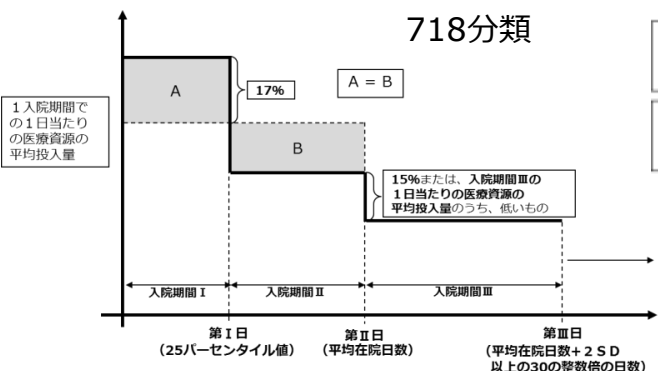 718分類
A
17%
A = B
1入院期間で
の1日当たり
の医療資源の
平均投入量
B
15%または、入院期間Ⅲの
1日当たりの医療資源の
平均投入量のうち、低いもの
入院期間Ⅰ
入院期間Ⅱ
入院期間Ⅲ
第Ⅰ日
(25パーセンタイル値)
第Ⅱ日
(平均在院日数)
第Ⅲ日
(平均在院日数+2SD
以上の30の整数倍の日数)